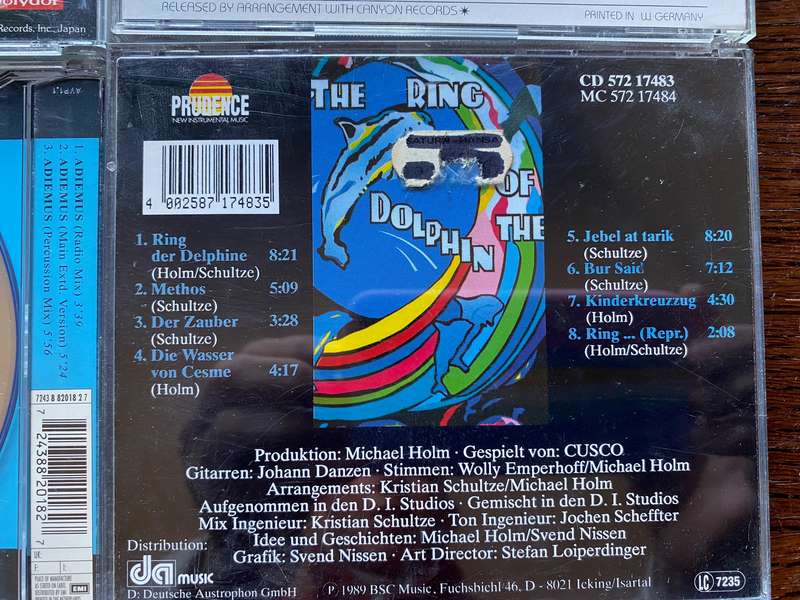 olydor
Records, Inc., Japan
RELEASED BY ARRANGEMENT WITH CANYON RECORDS
PRINTED IN W. GERMANY
AYP1:1
1 ADIEMUS (Radio Mix) 3'39
2 ADIEMUS (Main Extd Version) 5'24
3 ADIEMUS (Percussion Mix) 5'56
7243 8 82018 2 7
7 24388 20182 7
UK:
F:
I:
EMI
PRUDENCE
NEW INSTRUMENTAL MUSIC
4 002587 174835
THE RING
OF
THE
DOLPHIN
SATURN-HANSA
CD 572 17483
MC 572 17484
1. Ring
der Delphine 8:21
(Holm/Schultze)
2. Methos 5:09
(Schultze)
3. Der Zauber 3:28
(Schultze)
4. Die Wasser
von Cesme 4:17
(Holm)
5. Jebel at tarik 8:20
(Schultze)
6. Bur Said 7:12
(Schultze)
7. Kinderkreuzzug 4:30
(Holm)
8. Ring ... (Repr.) 2:08
(Holm/Schultze)
Produktion: Michael Holm · Gespielt von: CUSCO
Gitarren: Johann Danzen · Stimmen: Wolly Emperhoff/Michael Holm
Arrangements: Kristian Schultze/Michael Holm
Aufgenommen in den D. I. Studios · Gemischt in den D. I. Studios
Mix Ingenieur: Kristian Schultze · Ton Ingenieur: Jochen Scheffter
Idee und Geschichten: Michael Holm/Svend Nissen
Grafik: Svend Nissen · Art Director: Stefan Loiperdinger
Distribution:
da music
D: Deutsche Austrophon GmbH
℗ 1989 BSC Music, Fuchsbichl 46, D - 8021 Icking/Isartal
LC 7235